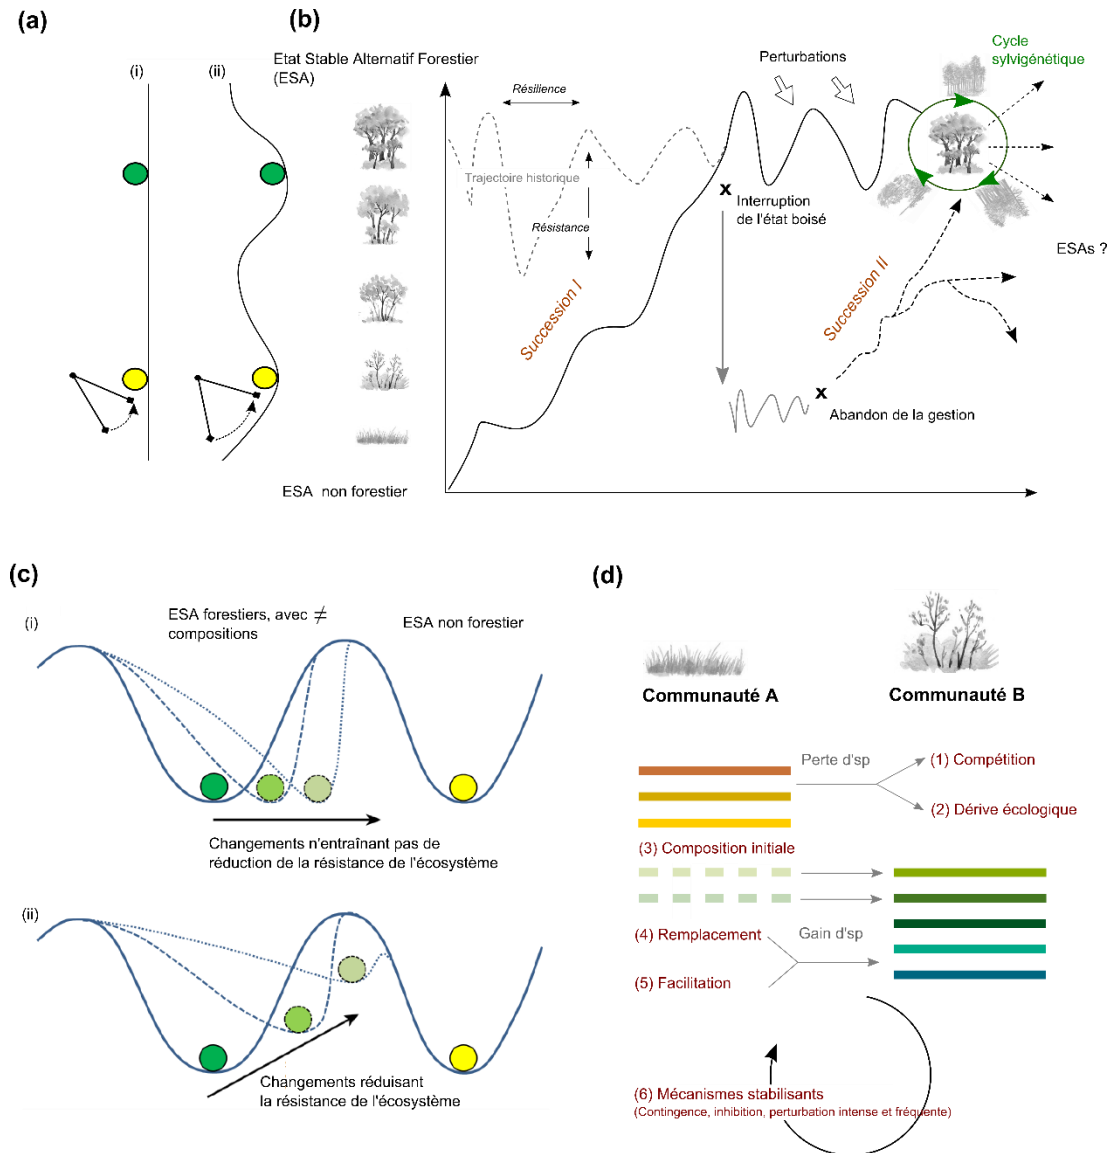 (a)
(b)
(i)
(ii)
Etat Stable Alternatif Forestier
(ESA)
ESA non forestier
Résilience
Trajectoire historique
Résistance
Succession I
Perturbations
Cycle
sylvigénétique
x
Interruption
de l'état boisé
Succession II
ESAs ?
x
Abandon de la gestion
(c)
(i)
ESA forestiers, avec ≠
compositions
ESA non forestier
Changements n'entraînant pas de
réduction de la résistance de l'écosystème
(ii)
Changements réduisant
la résistance de l'écosystème
(d)
Communauté A
Communauté B
Perte d'sp
(1) Compétition
(2) Dérive écologique
(3) Composition initiale
(4) Remplacement
Gain d'sp
(5) Facilitation
(6) Mécanismes stabilisants
(Contingence, inhibition, perturbation intense et fréquente)